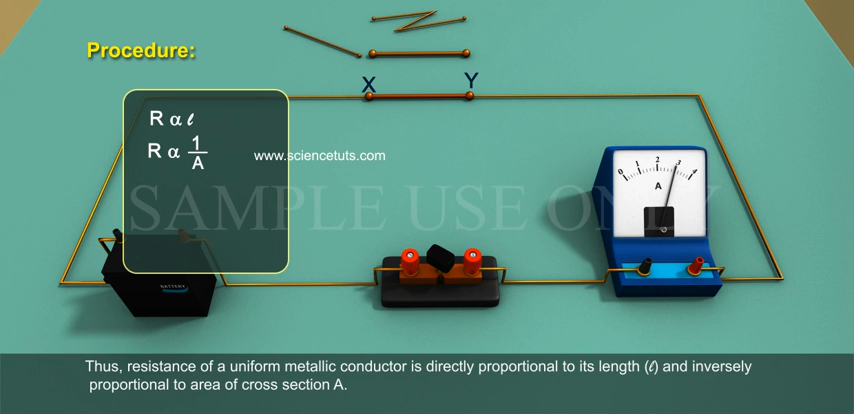 Procedure:
X Y
R α ℓ
R α 1/A
www.sciencetuts.com
0 1 2 3 4
A
SAMPLE USE ONLY
BATTERY
Thus, resistance of a uniform metallic conductor is directly proportional to its length (ℓ) and inversely
proportional to area of cross section A.